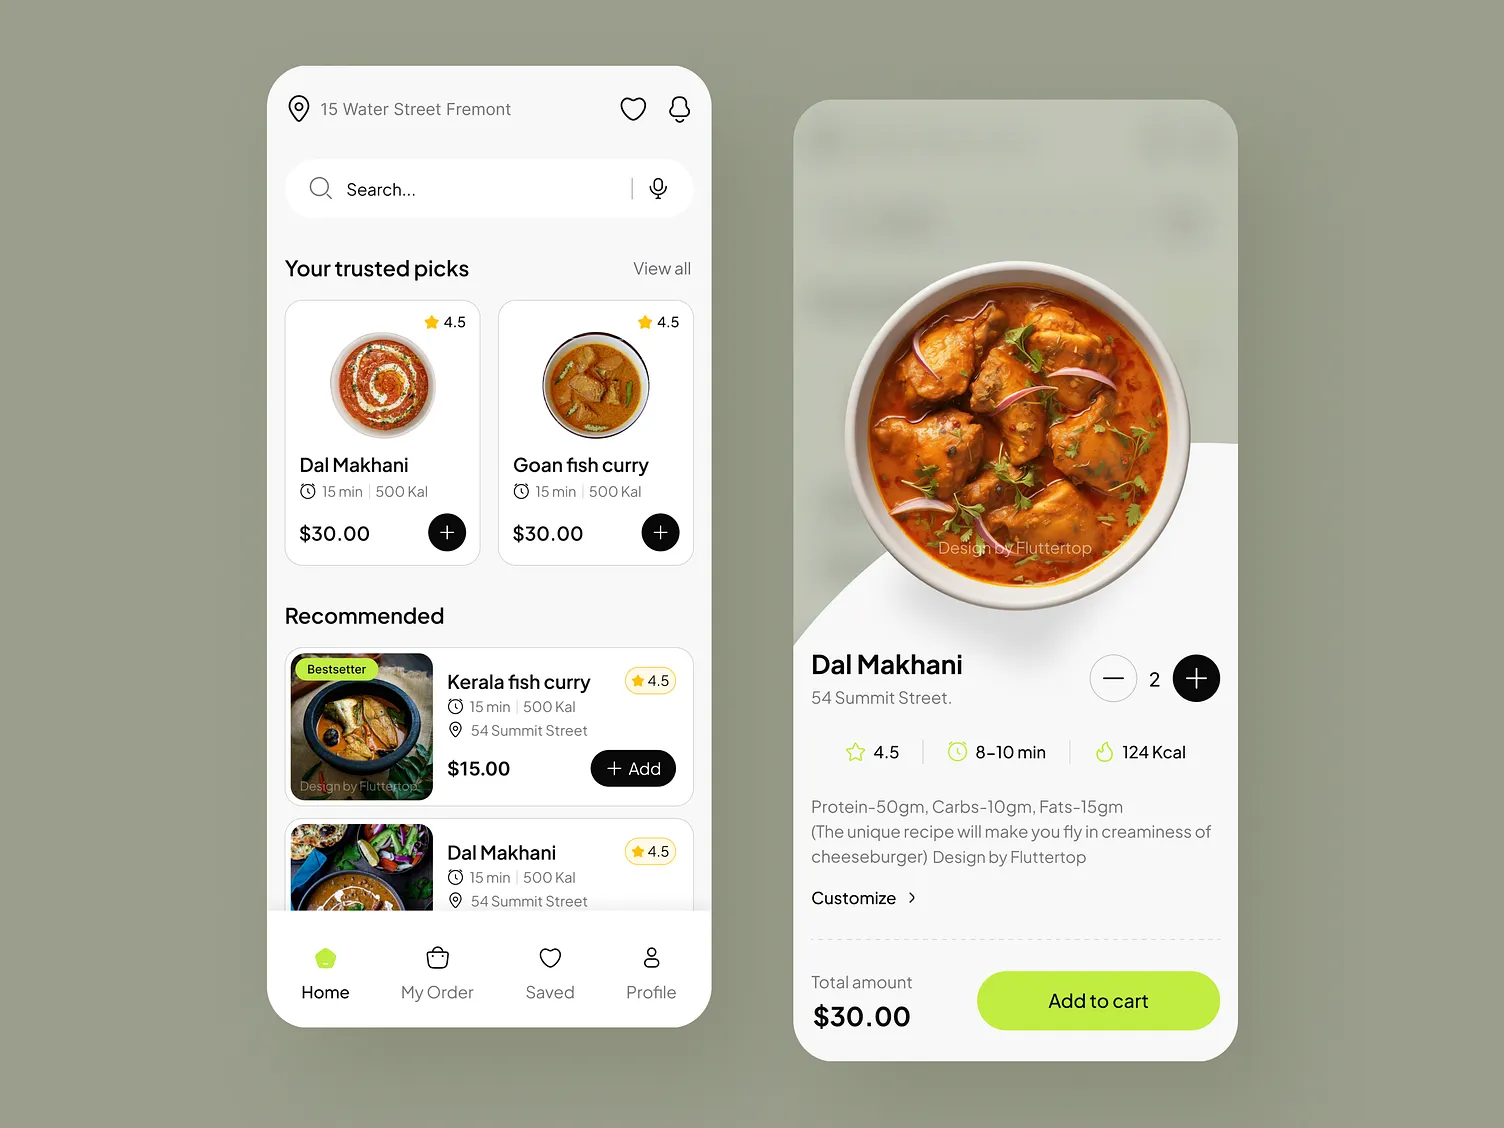 15 Water Street Fremont
Search...
Your trusted picks
View all
4.5
Dal Makhani
15 min
500 Kal
$30.00
4.5
Goan fish curry
15 min
500 Kal
$30.00
Recommended
Bestsetter
Kerala fish curry
4.5
15 min
500 Kal
54 Summit Street
$15.00
Add
Design by Fluttertop
Dal Makhani
4.5
15 min
500 Kal
54 Summit Street
Home
My Order
Saved
Profile
Design by Fluttertop
Dal Makhani
54 Summit Street.
2
4.5
8-10 min
124 Kcal
Protein-50gm, Carbs-10gm, Fats-15gm
(The unique recipe will make you fly in creaminess of
cheeseburger) Design by Fluttertop
Customize
Total amount
$30.00
Add to cart